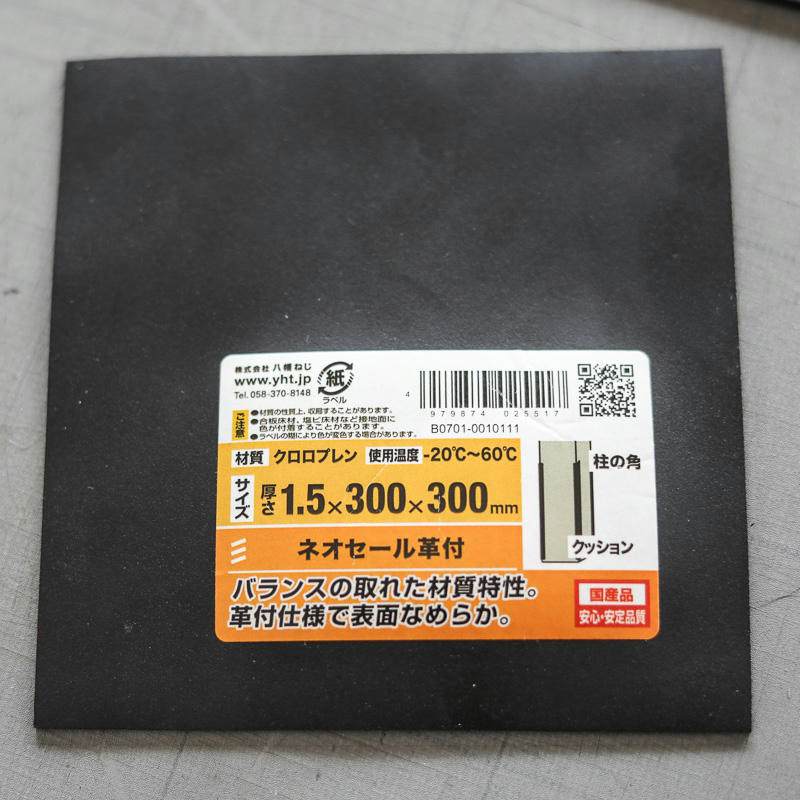 株式会社 八幡ねじ
www.yht.jp
Tel. 058-370-8148
紙
ラベル
4 979874 025517
B0701-0010111
ご注意
●材質の性質上、収縮することがあります。
●合板床材、塩ビ床材など接地面に
色が付着することがあります。
●ラベルの糊により色が変色する場合があります。
材質 クロロプレン 使用温度 -20℃～60℃
サイズ 厚さ 1.5×300×300mm
柱の角
クッション
ネオセール革付
バランスの取れた材質特性。
革付仕様で表面なめらか。
国産品
安心・安定品質